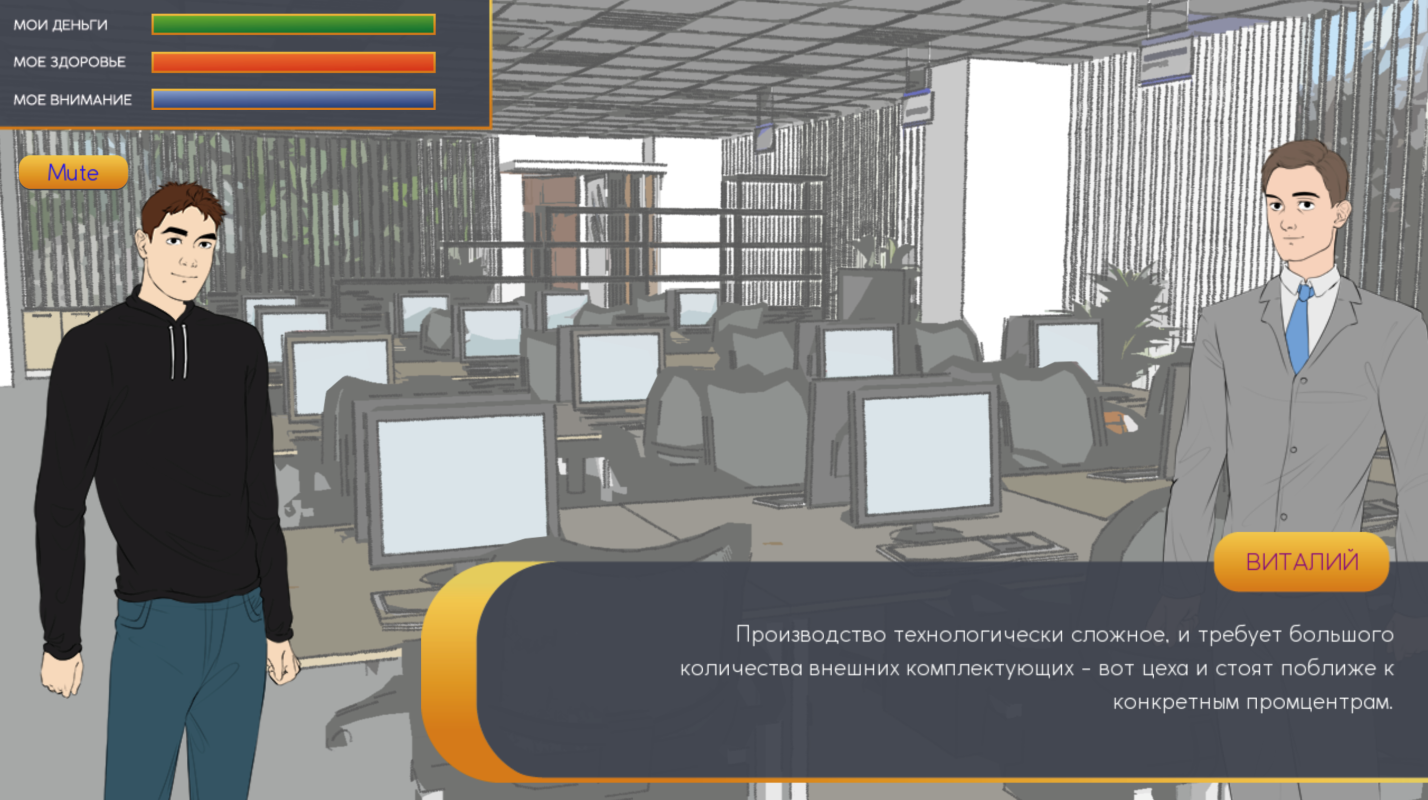 МОИ ДЕНЬГИ
МОЕ ЗДОРОВЬЕ
МОЕ ВНИМАНИЕ
Mute
ВИТАЛИЙ
Производство технологически сложное, и требует большого
количества внешних комплектующих - вот цеха и стоят поближе к
конкретным промцентрам.